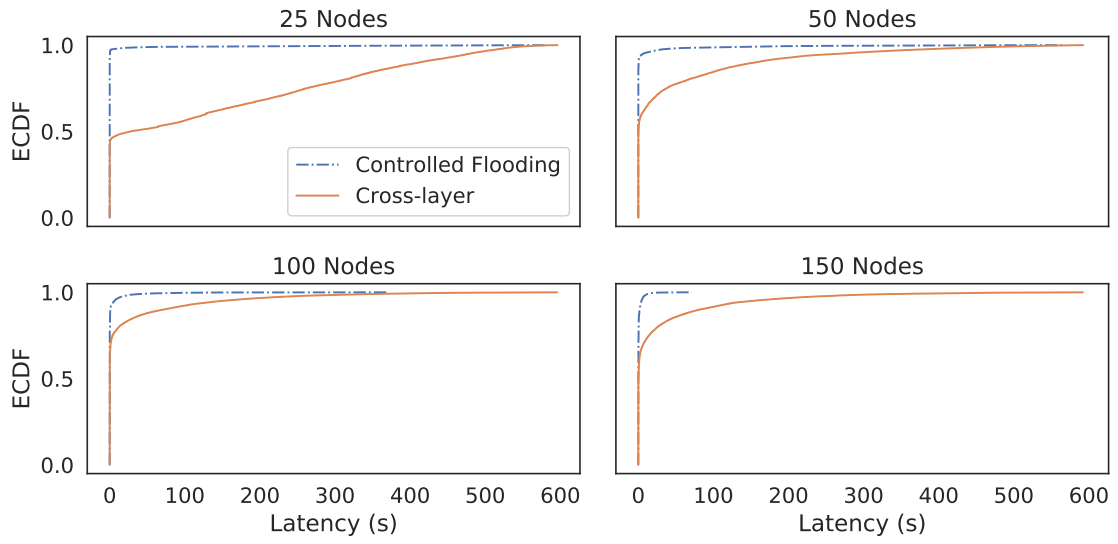 25 Nodes
50 Nodes
ECDF
1.0
0.5
0.0
Controlled Flooding
Cross-layer
100 Nodes
150 Nodes
ECDF
1.0
0.5
0.0
0 100 200 300 400 500 600
0 100 200 300 400 500 600
Latency (s)
Latency (s)